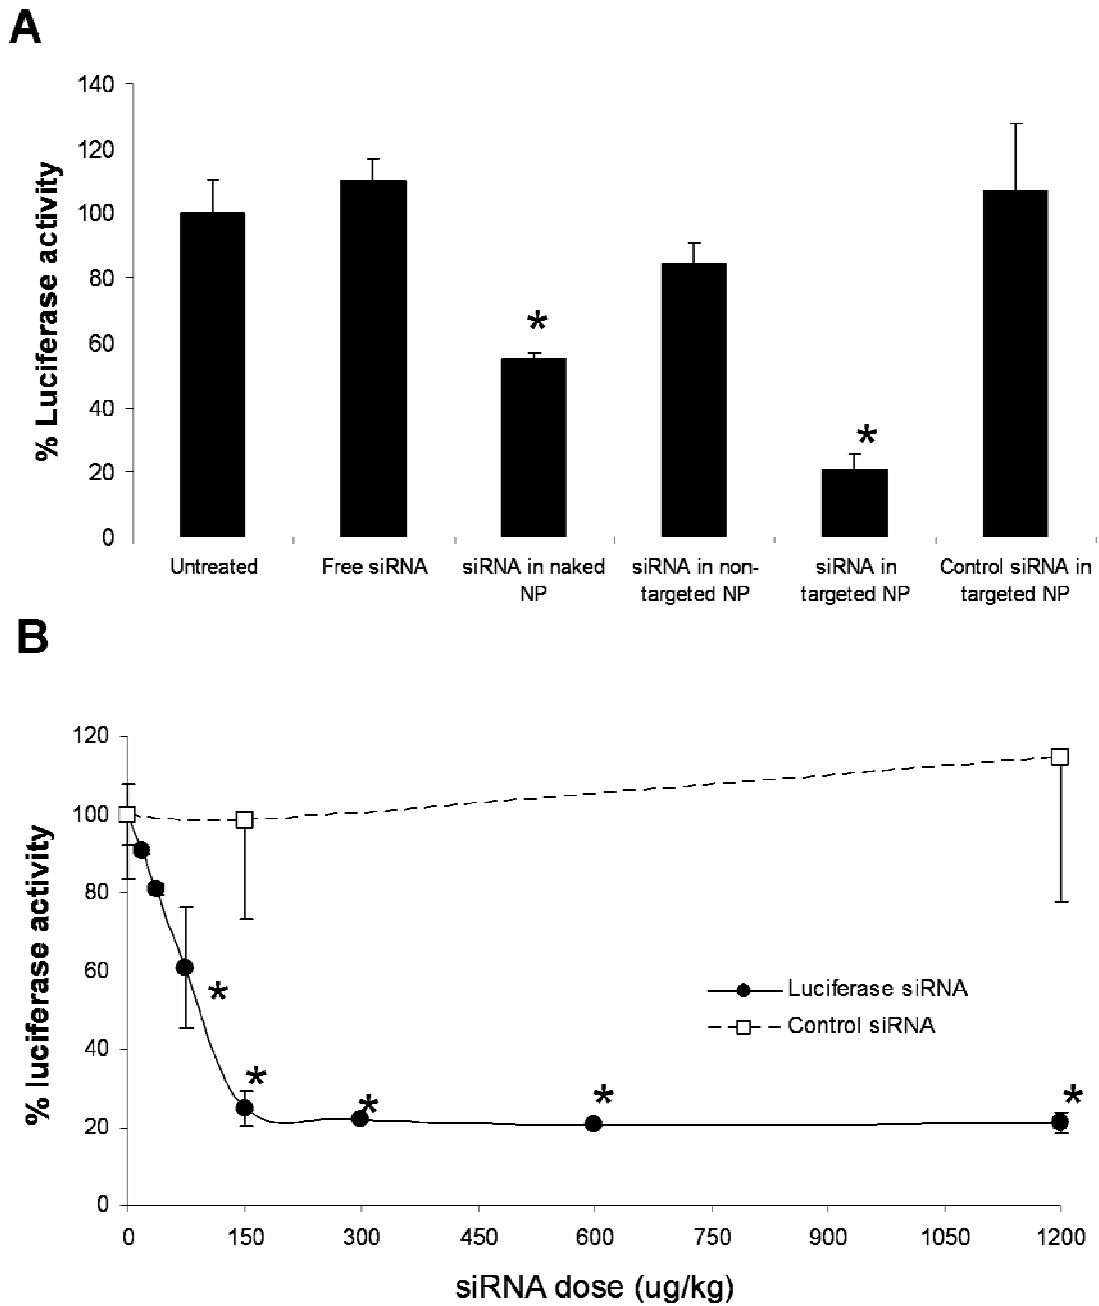 A
140
120
100
80
60
40
20
0
% Luciferase activity
Untreated
Free siRNA
siRNA in naked
NP
siRNA in non-
targeted NP
siRNA in
targeted NP
Control siRNA in
targeted NP
*
*
B
120
100
80
60
40
20
0
% luciferase activity
*
*
*
*
*
Luciferase siRNA
Control siRNA
0 150 300 450 600 750 900 1050 1200
siRNA dose (ug/kg)